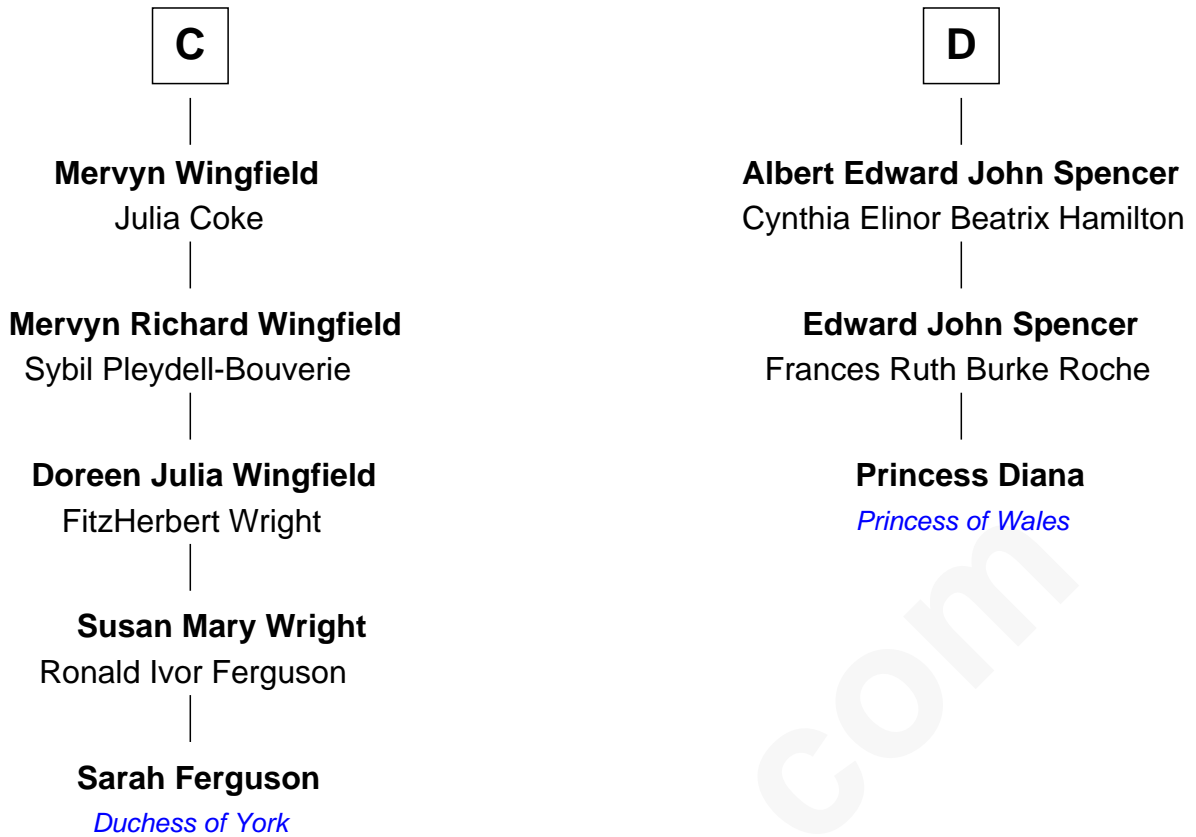 C
Mervyn Wingfield
Julia Coke
Mervyn Richard Wingfield
Sybil Pleydell-Bouverie
Doreen Julia Wingfield
FitzHerbert Wright
Susan Mary Wright
Ronald Ivor Ferguson
Sarah Ferguson
Duchess of York
D
Albert Edward John Spencer
Cynthia Elinor Beatrix Hamilton
Edward John Spencer
Frances Ruth Burke Roche
Princess Diana
Princess of Wales
com